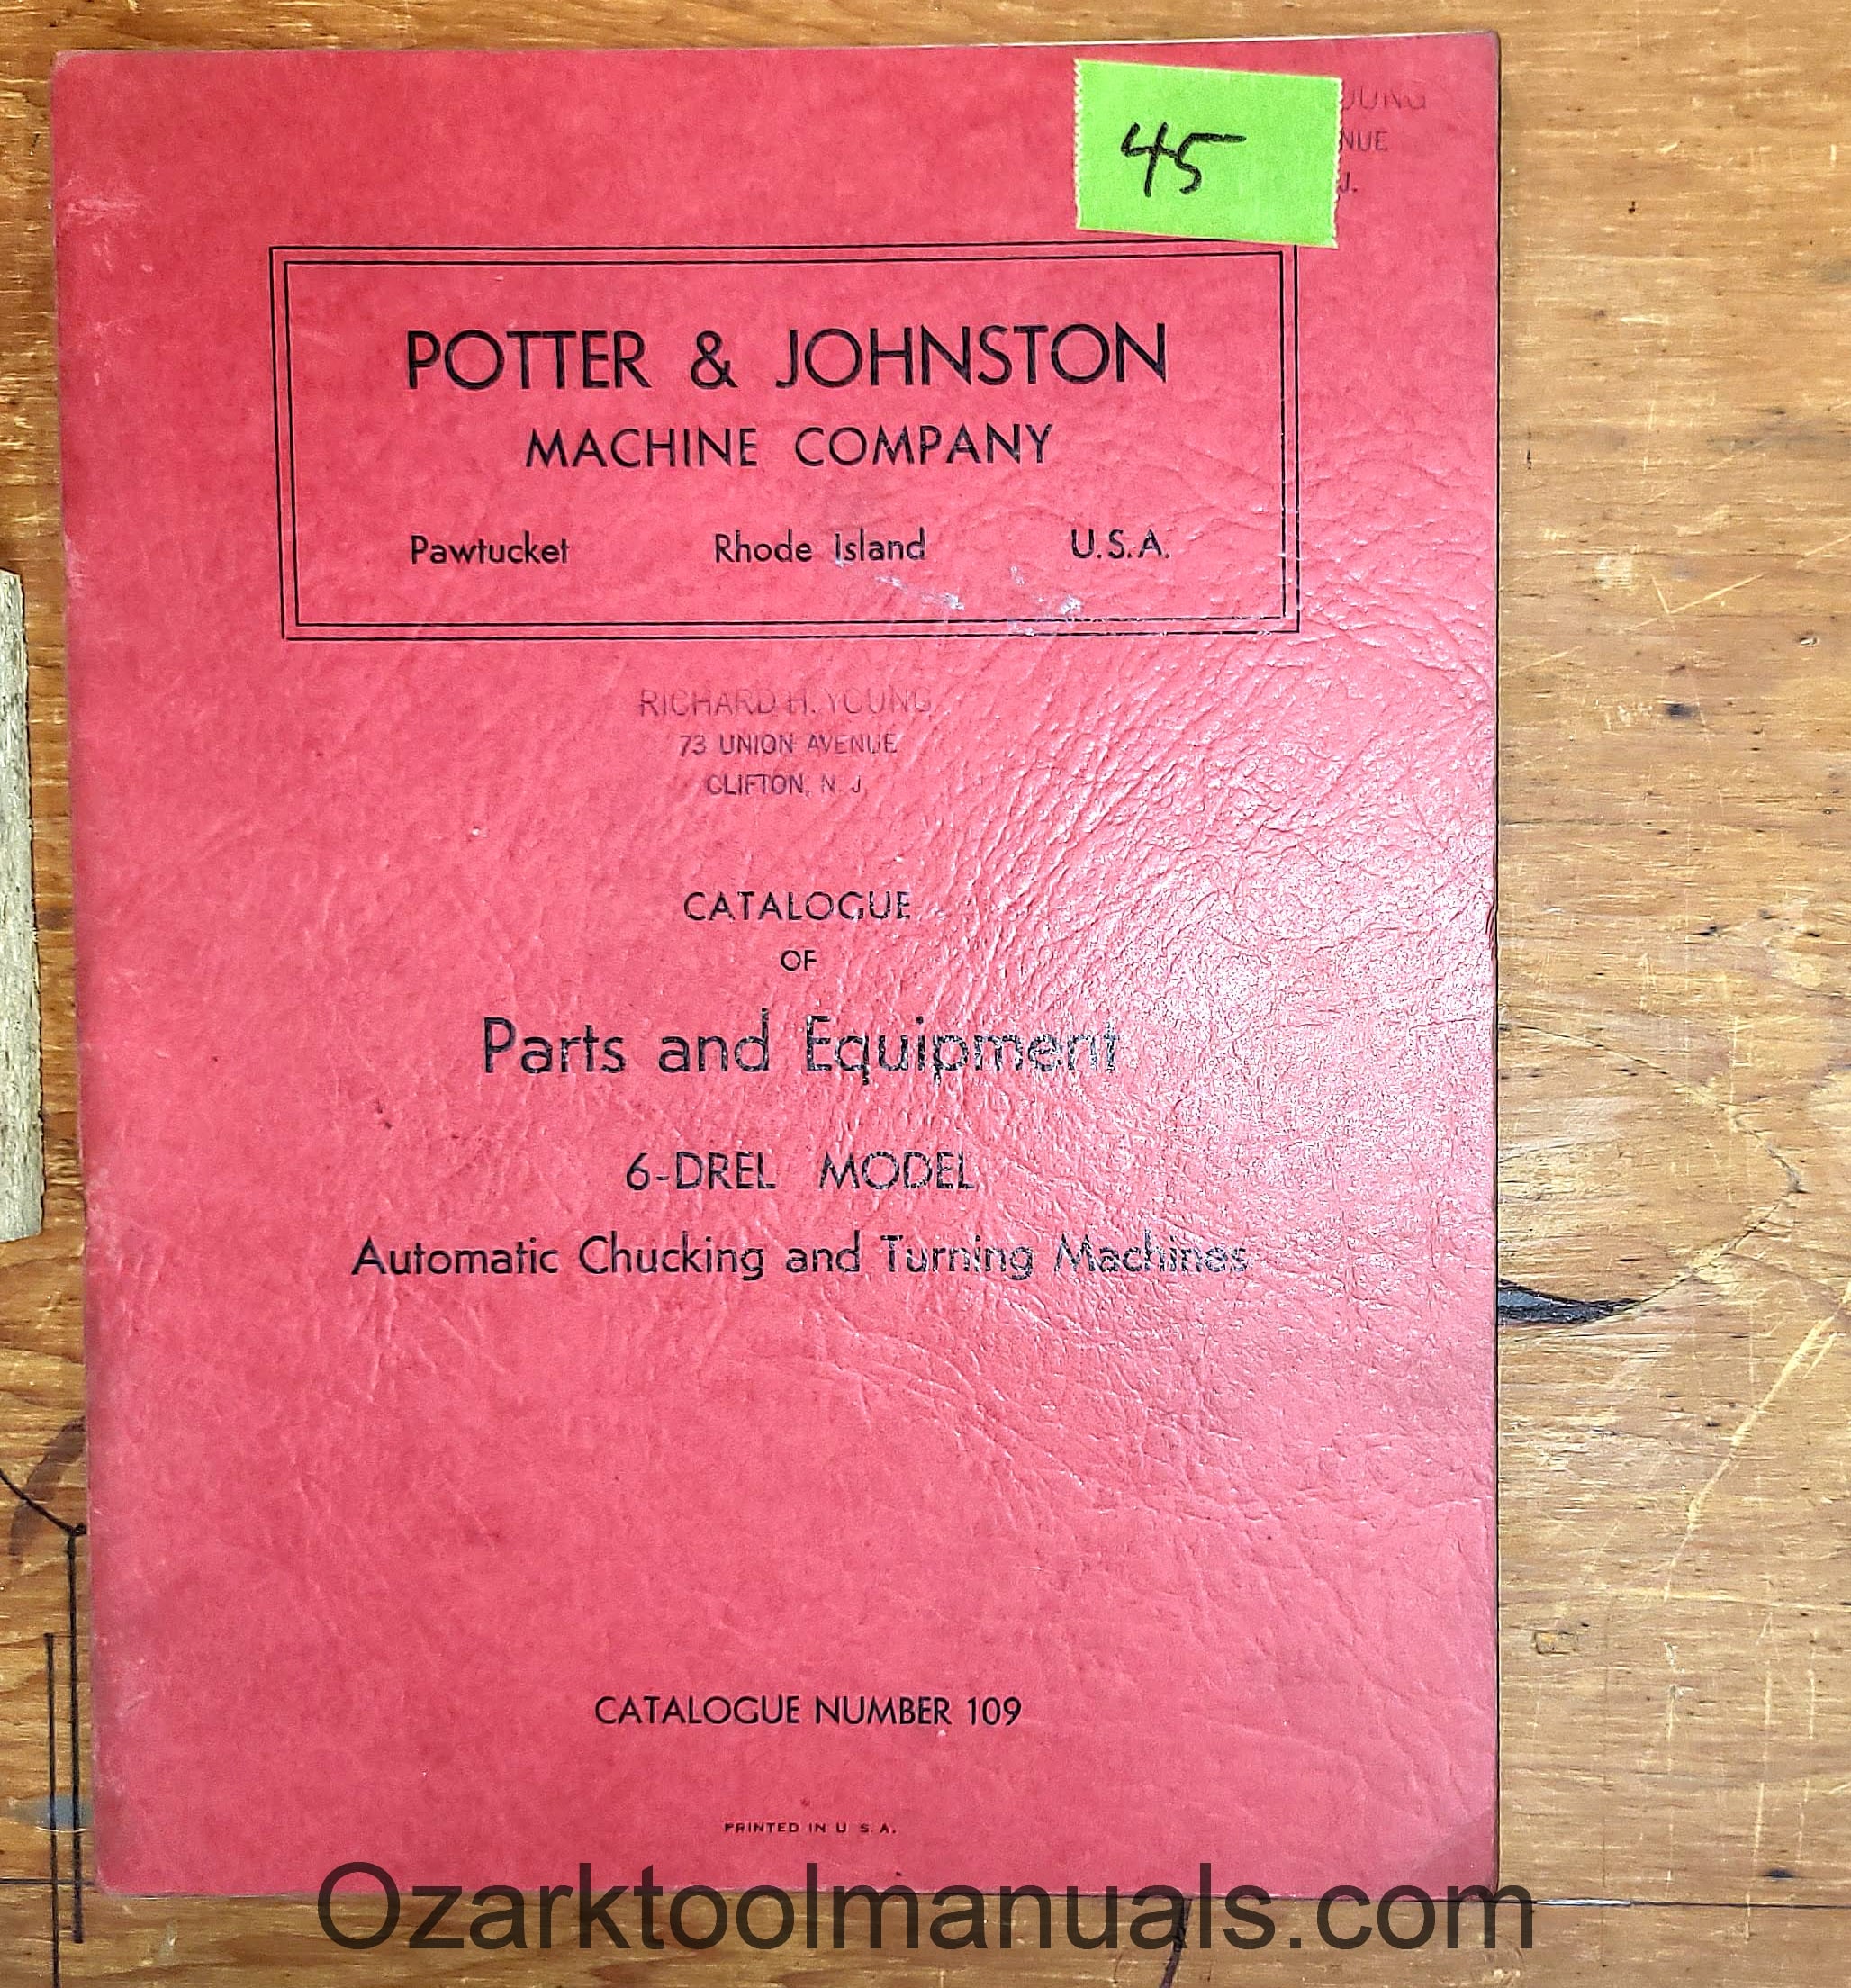 45
NUE
J.
POTTER & JOHNSTON
MACHINE COMPANY
Pawtucket Rhode Island U.S.A.
RICHARD H. YOUNG
73 UNION AVENUE
CLIFTON, N. J.
CATALOGUE
OF
Parts and Equipment
6-DREL MODEL
Automatic Chucking and Turning Machines
CATALOGUE NUMBER 109
PRINTED IN U. S. A.
Ozarktoolmanuals.com